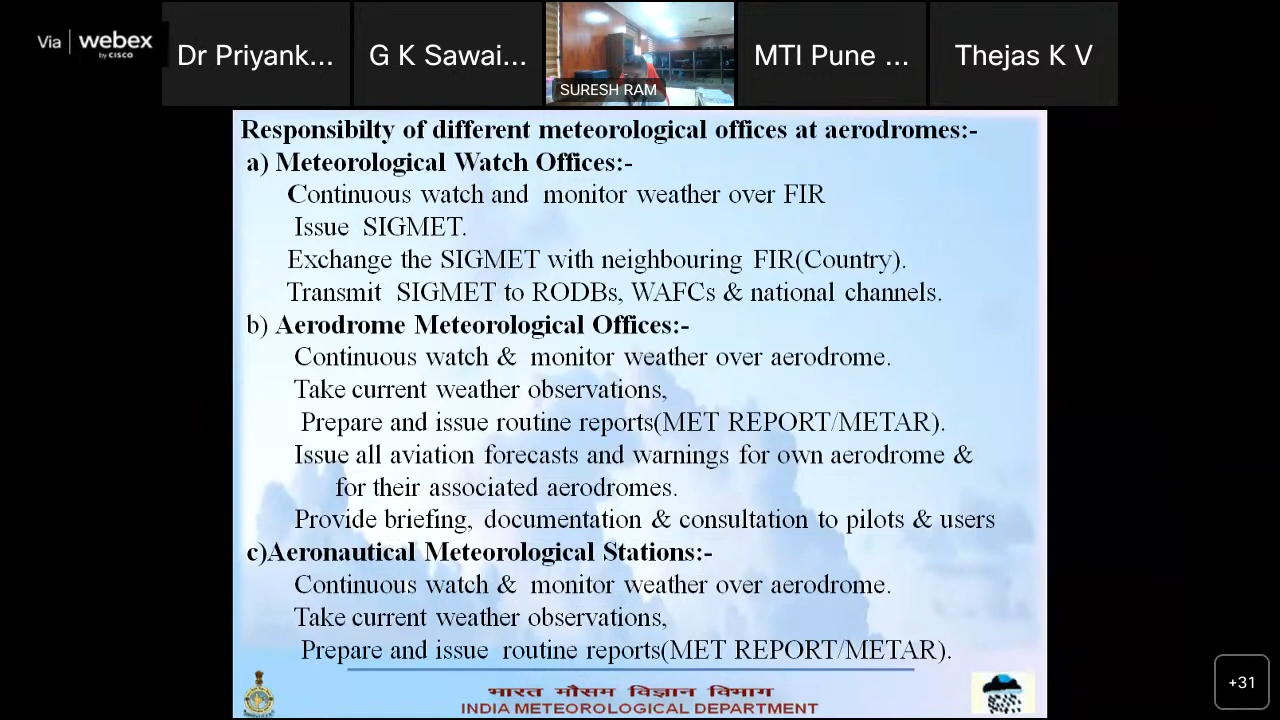 Via webex
by CISCO
Dr Priyank...
G K Sawai...
SURESH RAM
MTI Pune ...
Thejas K V
Responsibilty of different meteorological offices at aerodromes:-
a) Meteorological Watch Offices:-
Continuous watch and monitor weather over FIR
Issue SIGMET.
Exchange the SIGMET with neighbouring FIR(Country).
Transmit SIGMET to RODBs, WAFCs & national channels.
b) Aerodrome Meteorological Offices:-
Continuous watch & monitor weather over aerodrome.
Take current weather observations,
Prepare and issue routine reports(MET REPORT/METAR).
Issue all aviation forecasts and warnings for own aerodrome &
for their associated aerodromes.
Provide briefing, documentation & consultation to pilots & users
c)Aeronautical Meteorological Stations:-
Continuous watch & monitor weather over aerodrome.
Take current weather observations,
Prepare and issue routine reports(MET REPORT/METAR).
भारत मौसम विज्ञान विभाग
INDIA METEOROLOGICAL DEPARTMENT
+31